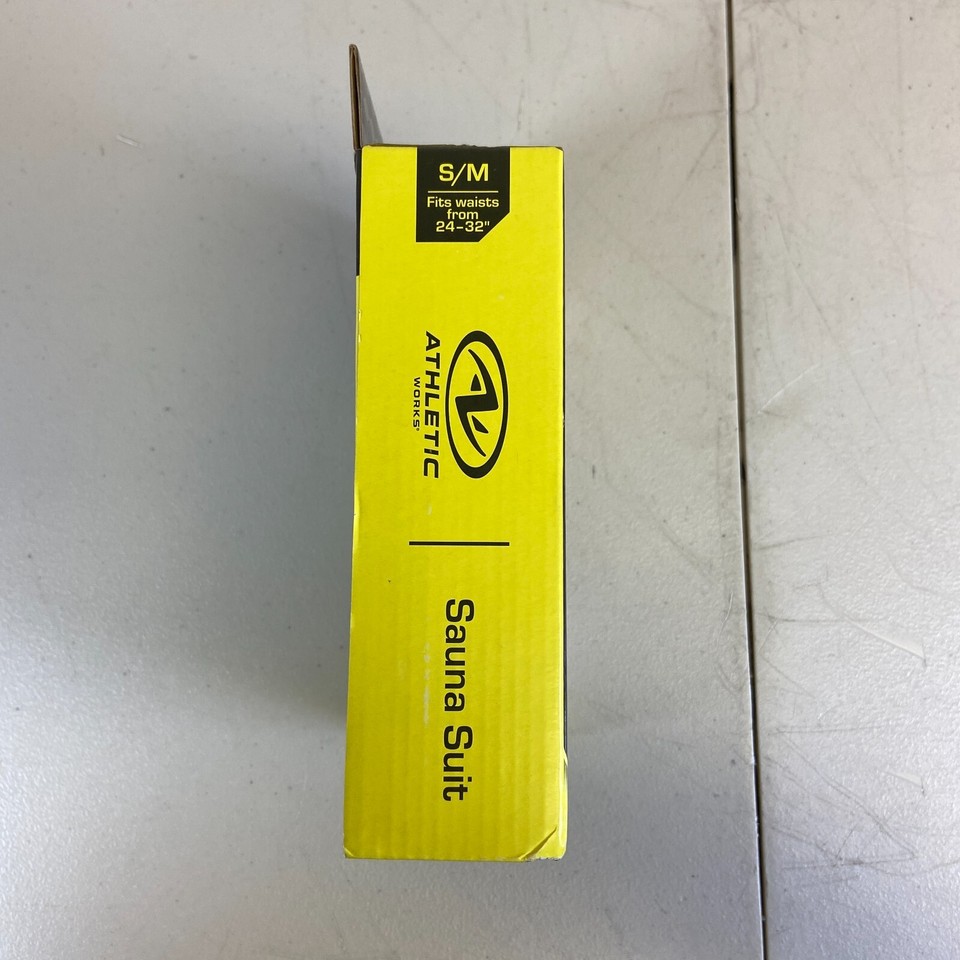 S/M
Fits waists
from
24-32"
ATHLETIC
WORKS®
Sauna Suit